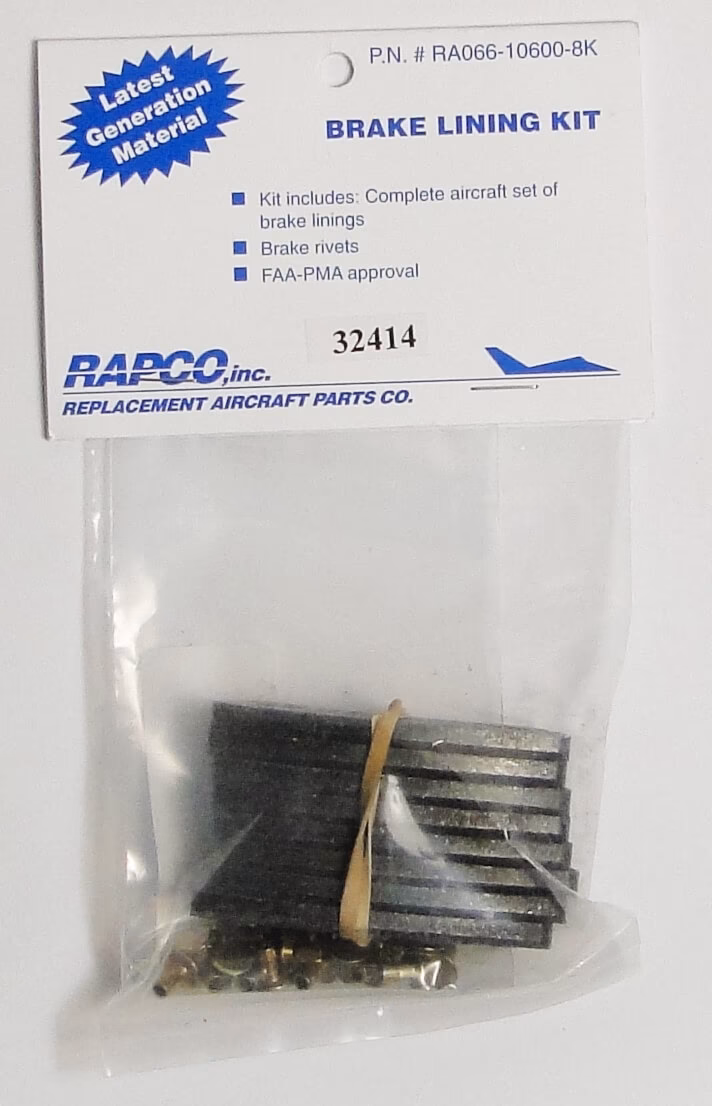 P.N. # RA066-10600-8K
Latest
Generation
Material
BRAKE LINING KIT
Kit includes: Complete aircraft set of
brake linings
Brake rivets
FAA-PMA approval
32414
RAPCO, inc.
REPLACEMENT AIRCRAFT PARTS CO.